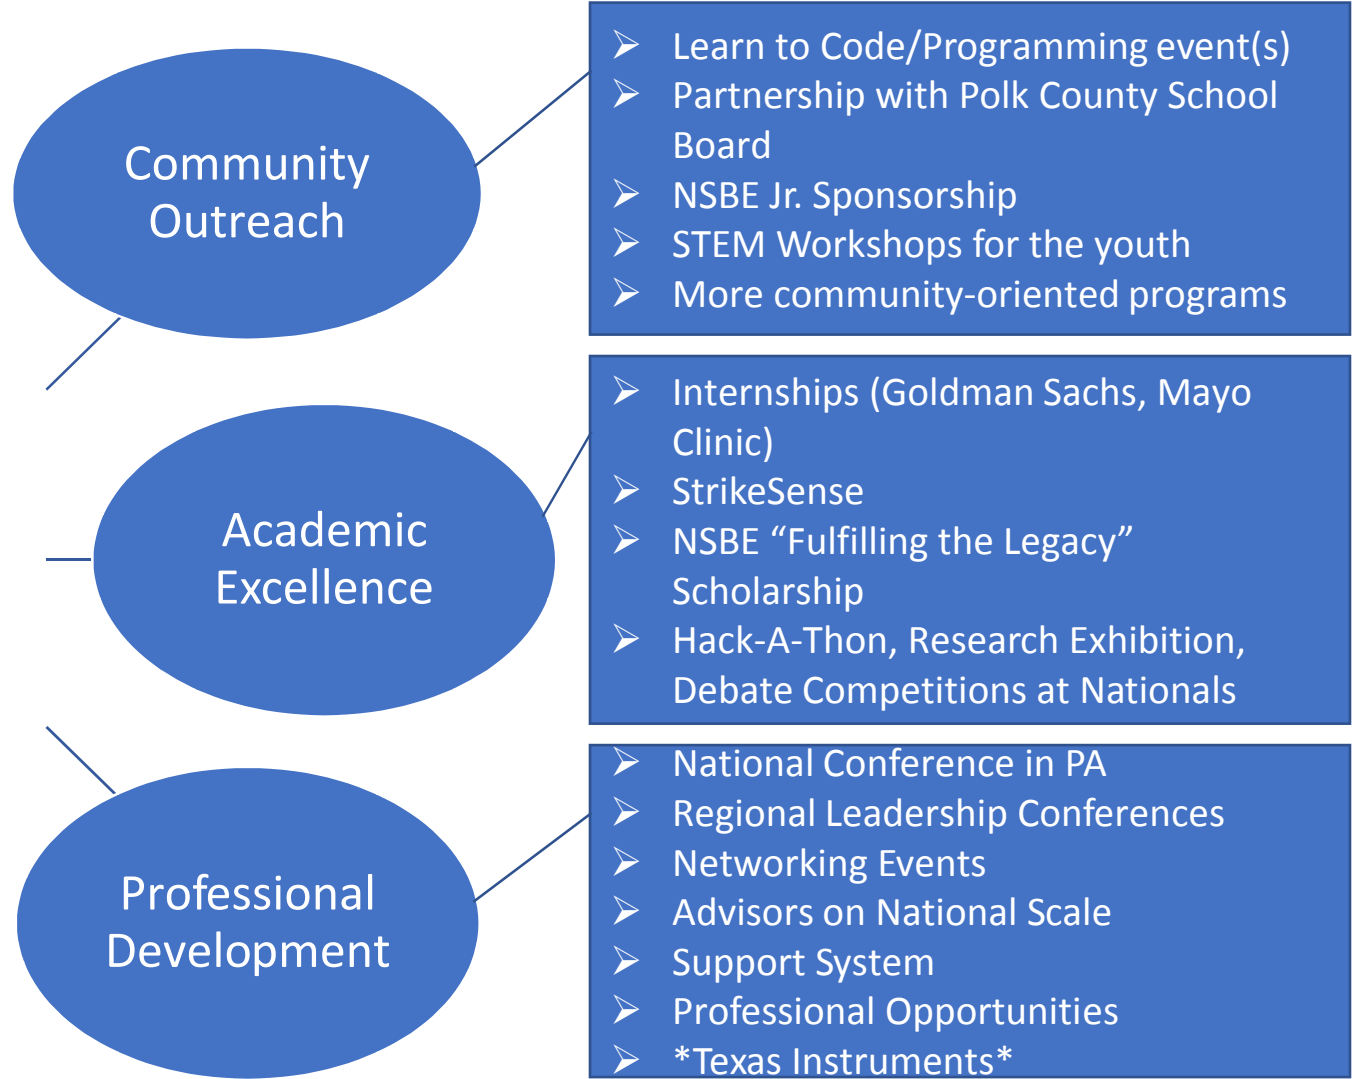 Community
Outreach
➢ Learn to Code/Programming event(s)
➢ Partnership with Polk County School
Board
➢ NSBE Jr. Sponsorship
➢ STEM Workshops for the youth
➢ More community-oriented programs
Academic
Excellence
➢ Internships (Goldman Sachs, Mayo
Clinic)
➢ StrikeSense
➢ NSBE “Fulfilling the Legacy”
Scholarship
➢ Hack-A-Thon, Research Exhibition,
Debate Competitions at Nationals
Professional
Development
➢ National Conference in PA
➢ Regional Leadership Conferences
➢ Networking Events
➢ Advisors on National Scale
➢ Support System
➢ Professional Opportunities
➢ *Texas Instruments*